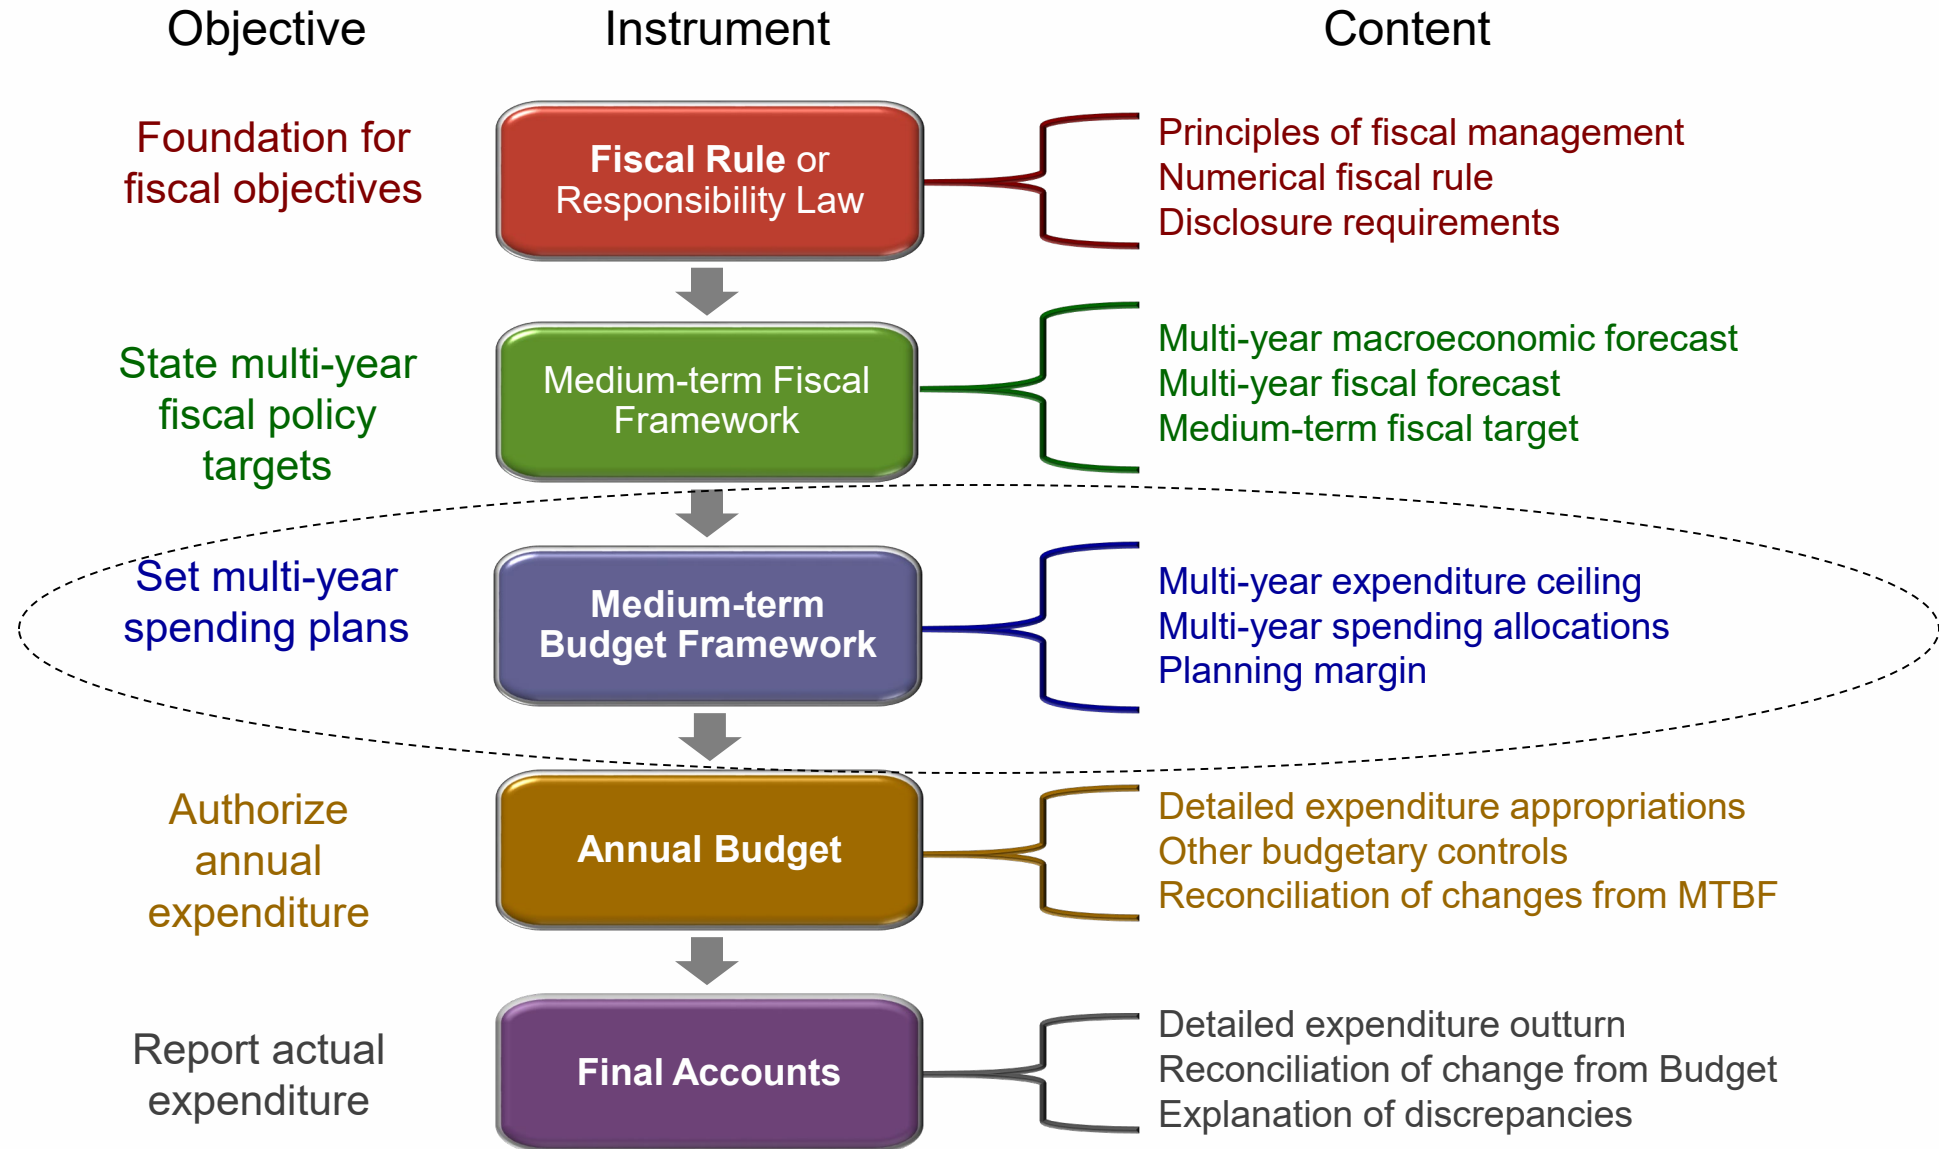 Objective
Instrument
Content
Foundation for
fiscal objectives
Fiscal Rule or
Responsibility Law
Principles of fiscal management
Numerical fiscal rule
Disclosure requirements
State multi-year
fiscal policy
targets
Medium-term Fiscal
Framework
Multi-year macroeconomic forecast
Multi-year fiscal forecast
Medium-term fiscal target
Set multi-year
spending plans
Medium-term
Budget Framework
Multi-year expenditure ceiling
Multi-year spending allocations
Planning margin
Authorize
annual
expenditure
Annual Budget
Detailed expenditure appropriations
Other budgetary controls
Reconciliation of changes from MTBF
Report actual
expenditure
Final Accounts
Detailed expenditure outturn
Reconciliation of change from Budget
Explanation of discrepancies